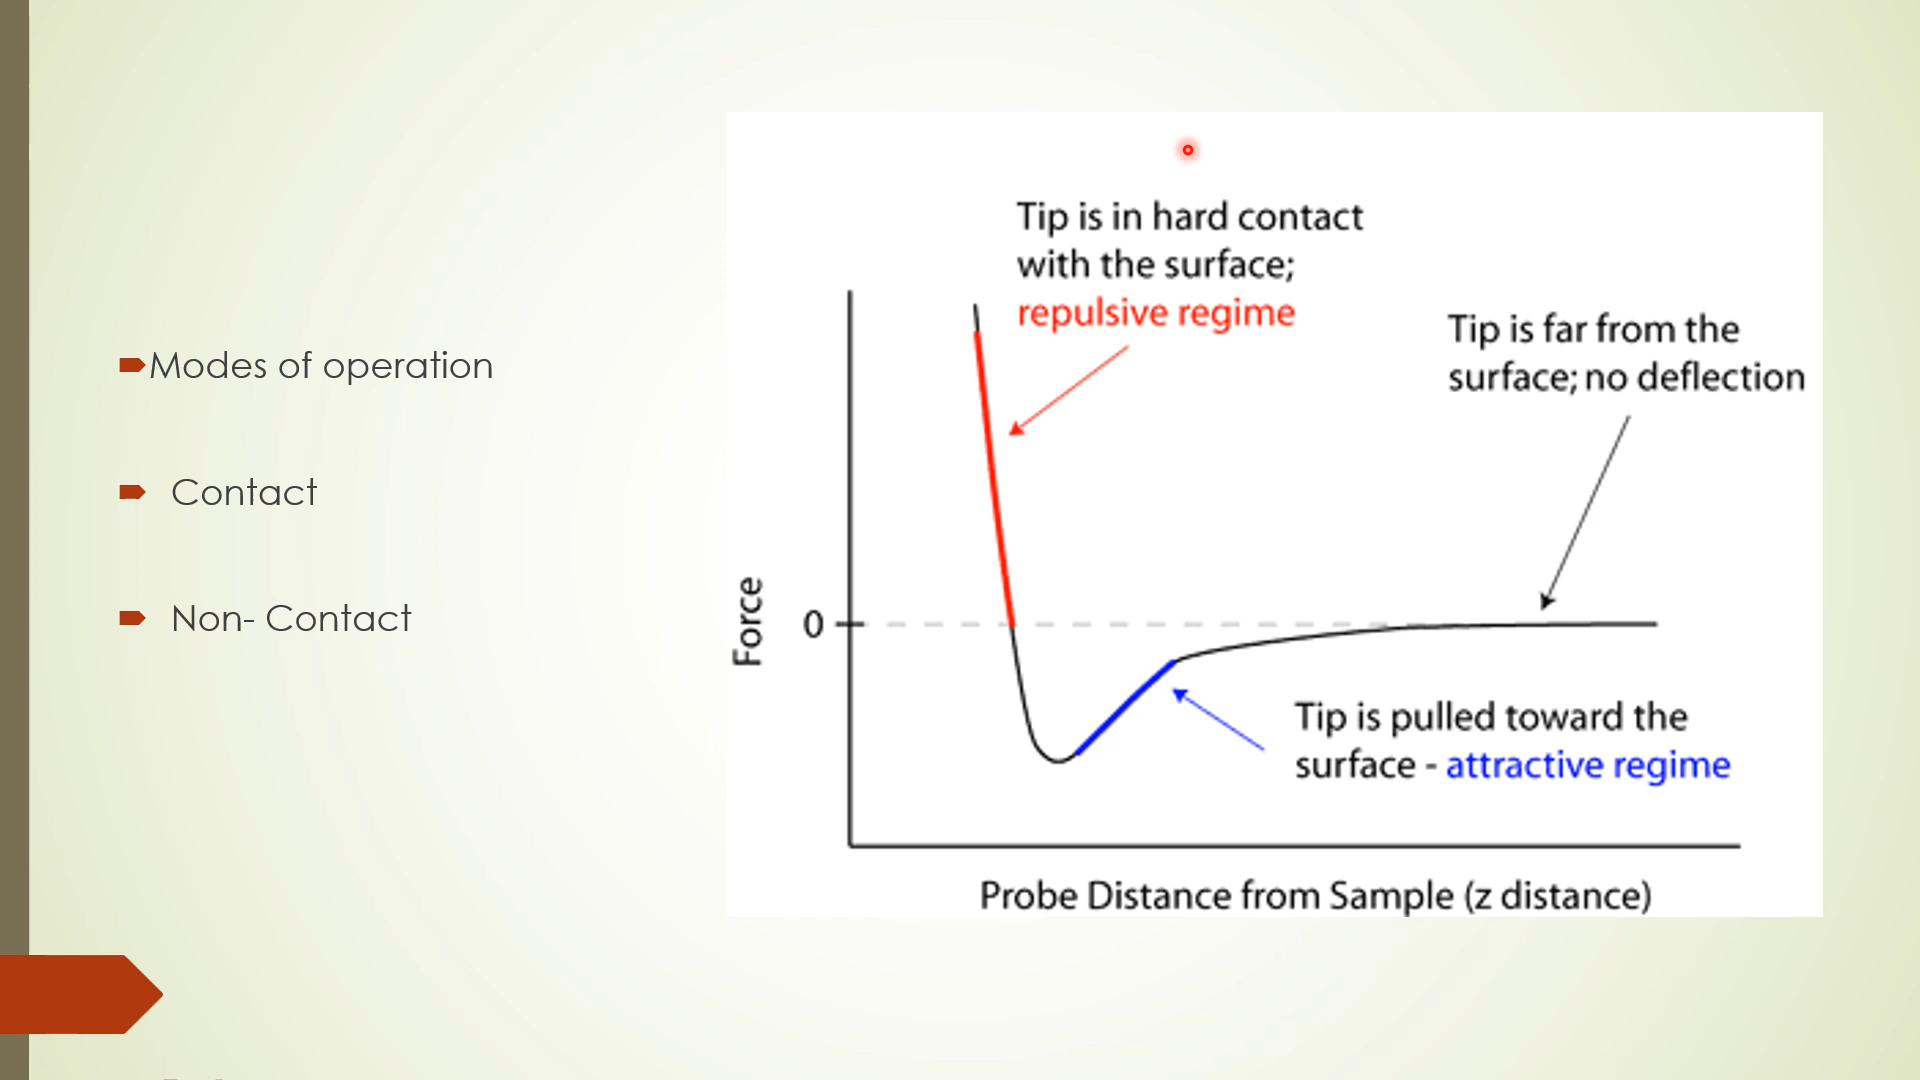 Modes of operation
Contact
Non- Contact
Tip is in hard contact
with the surface;
repulsive regime
Tip is far from the
surface; no deflection
Force
0
Tip is pulled toward the
surface - attractive regime
Probe Distance from Sample (z distance)